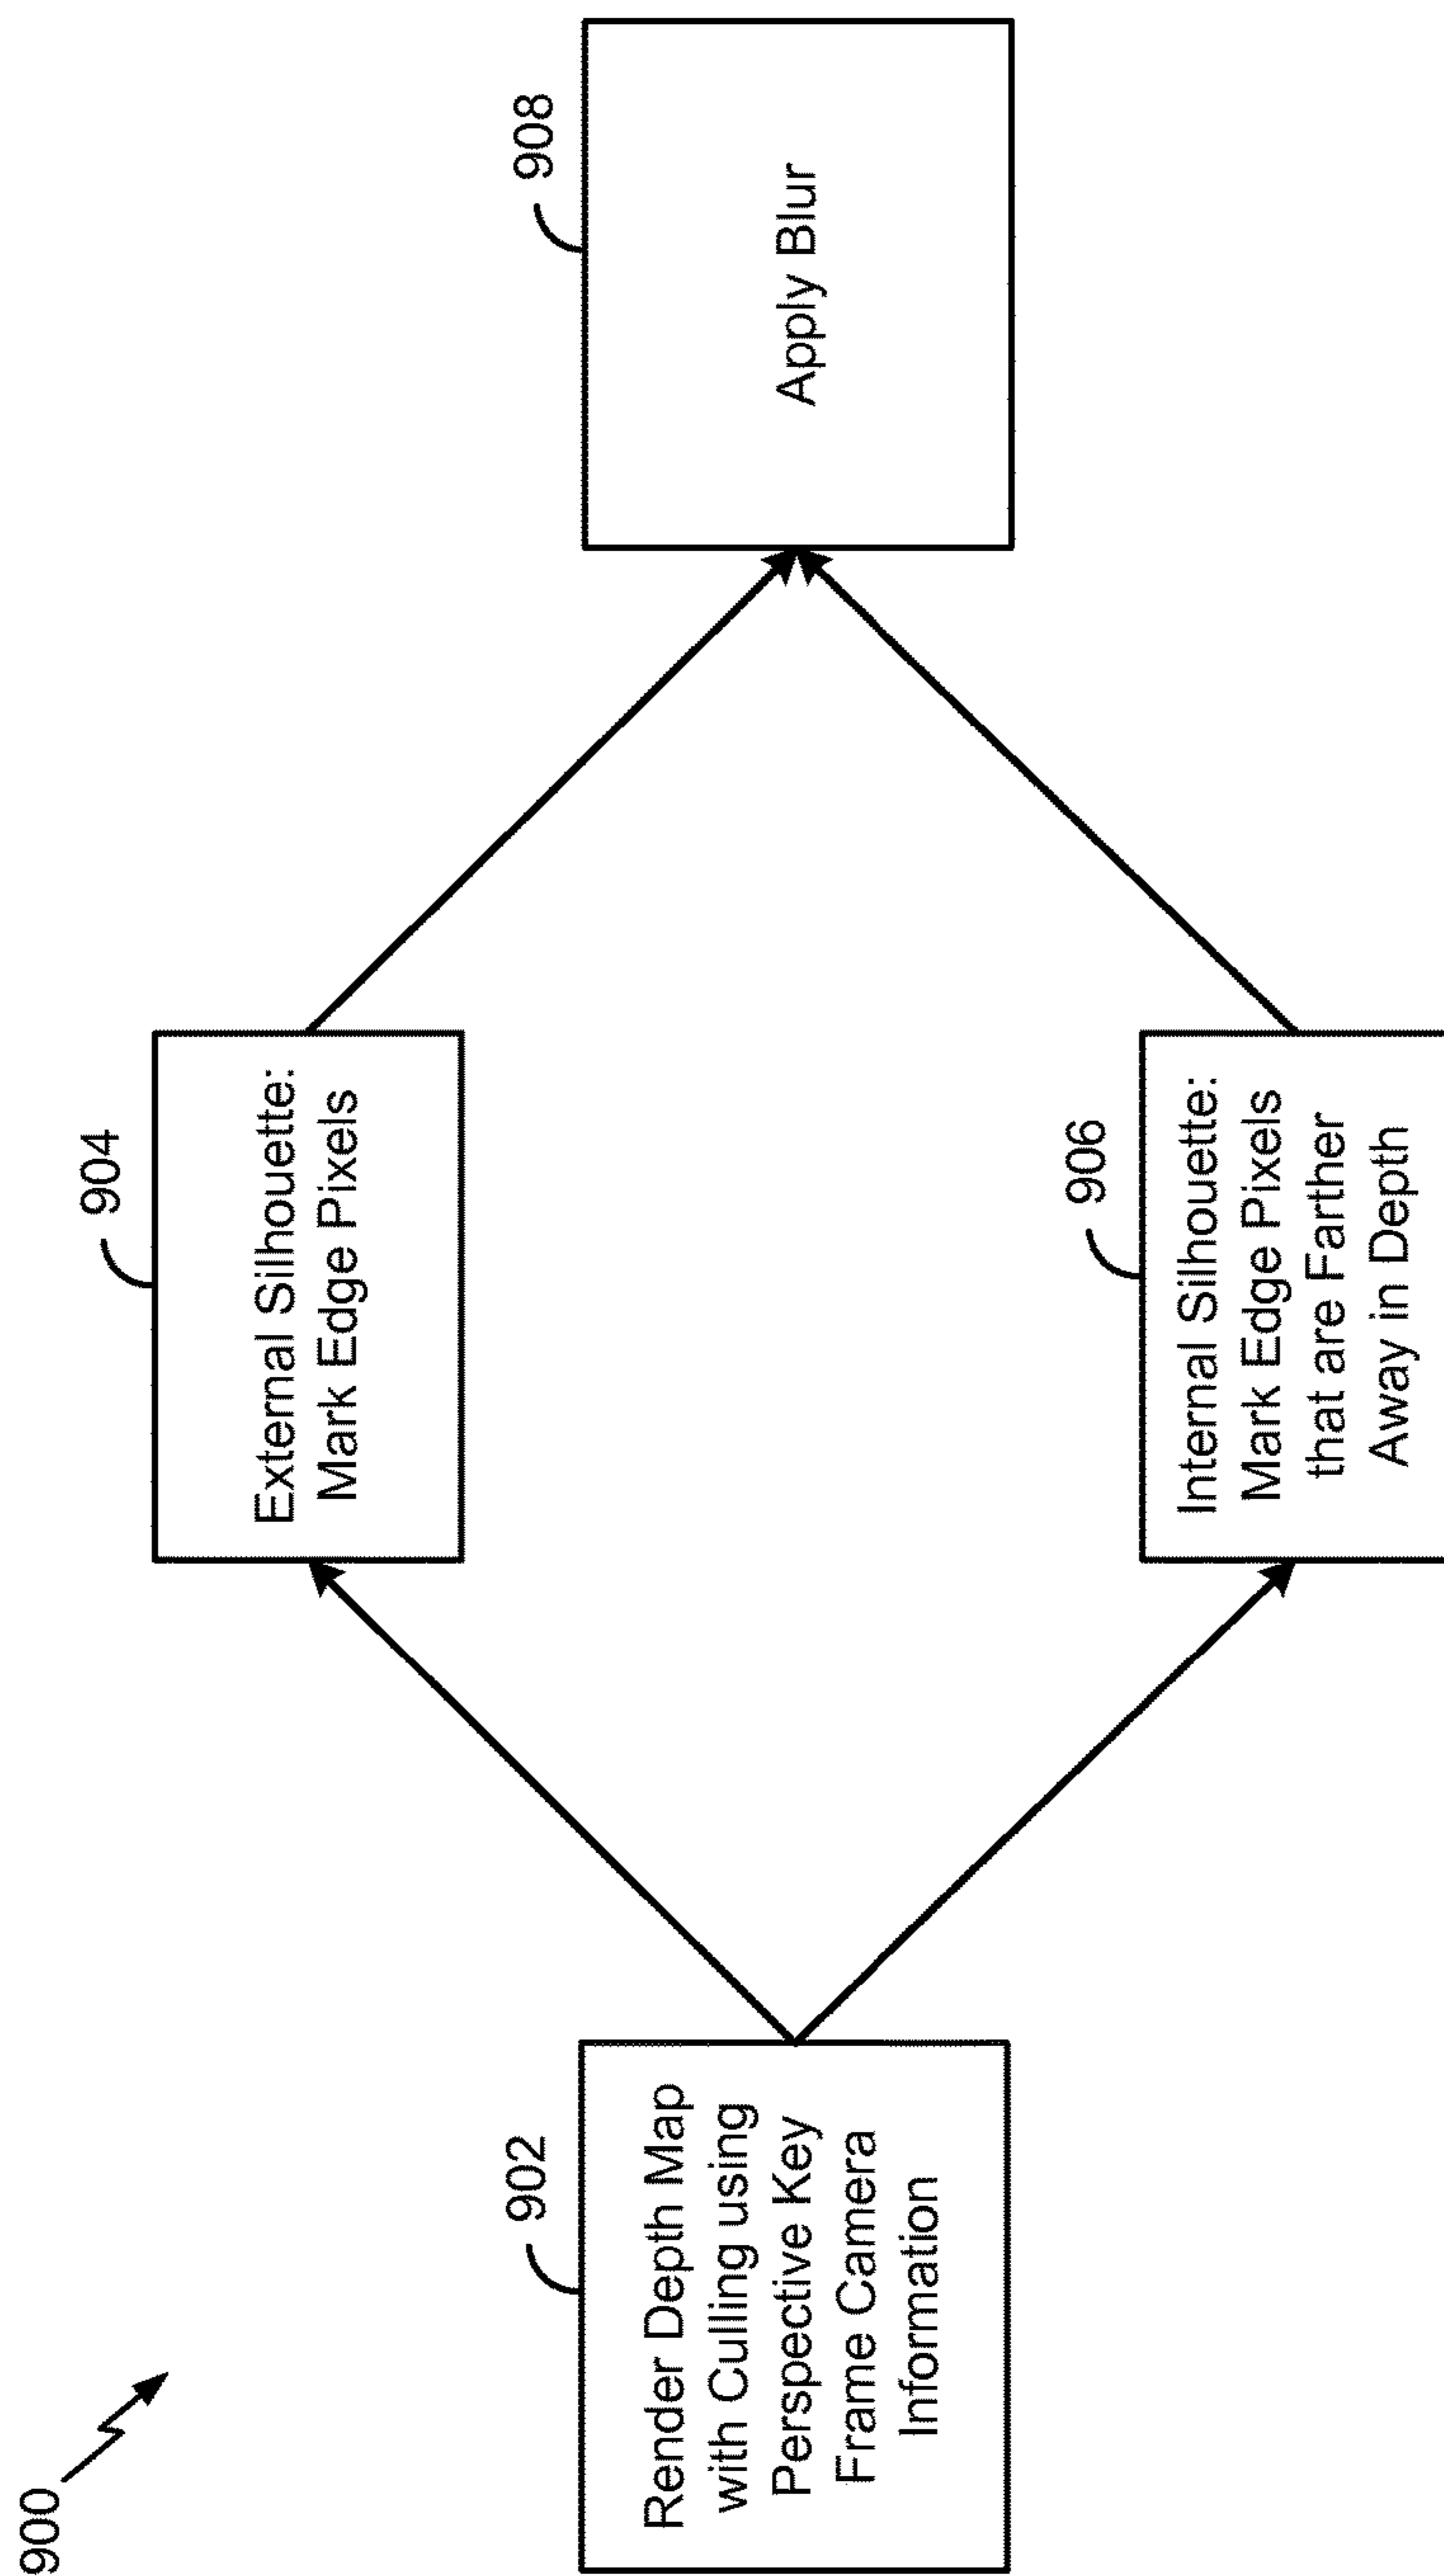 900
902
Render Depth Map
with Culling using
Perspective Key
Frame Camera
Information
904
External Silhouette:
Mark Edge Pixels
906
Internal Silhouette:
Mark Edge Pixels
that are Farther
Away in Depth
908
Apply Blur